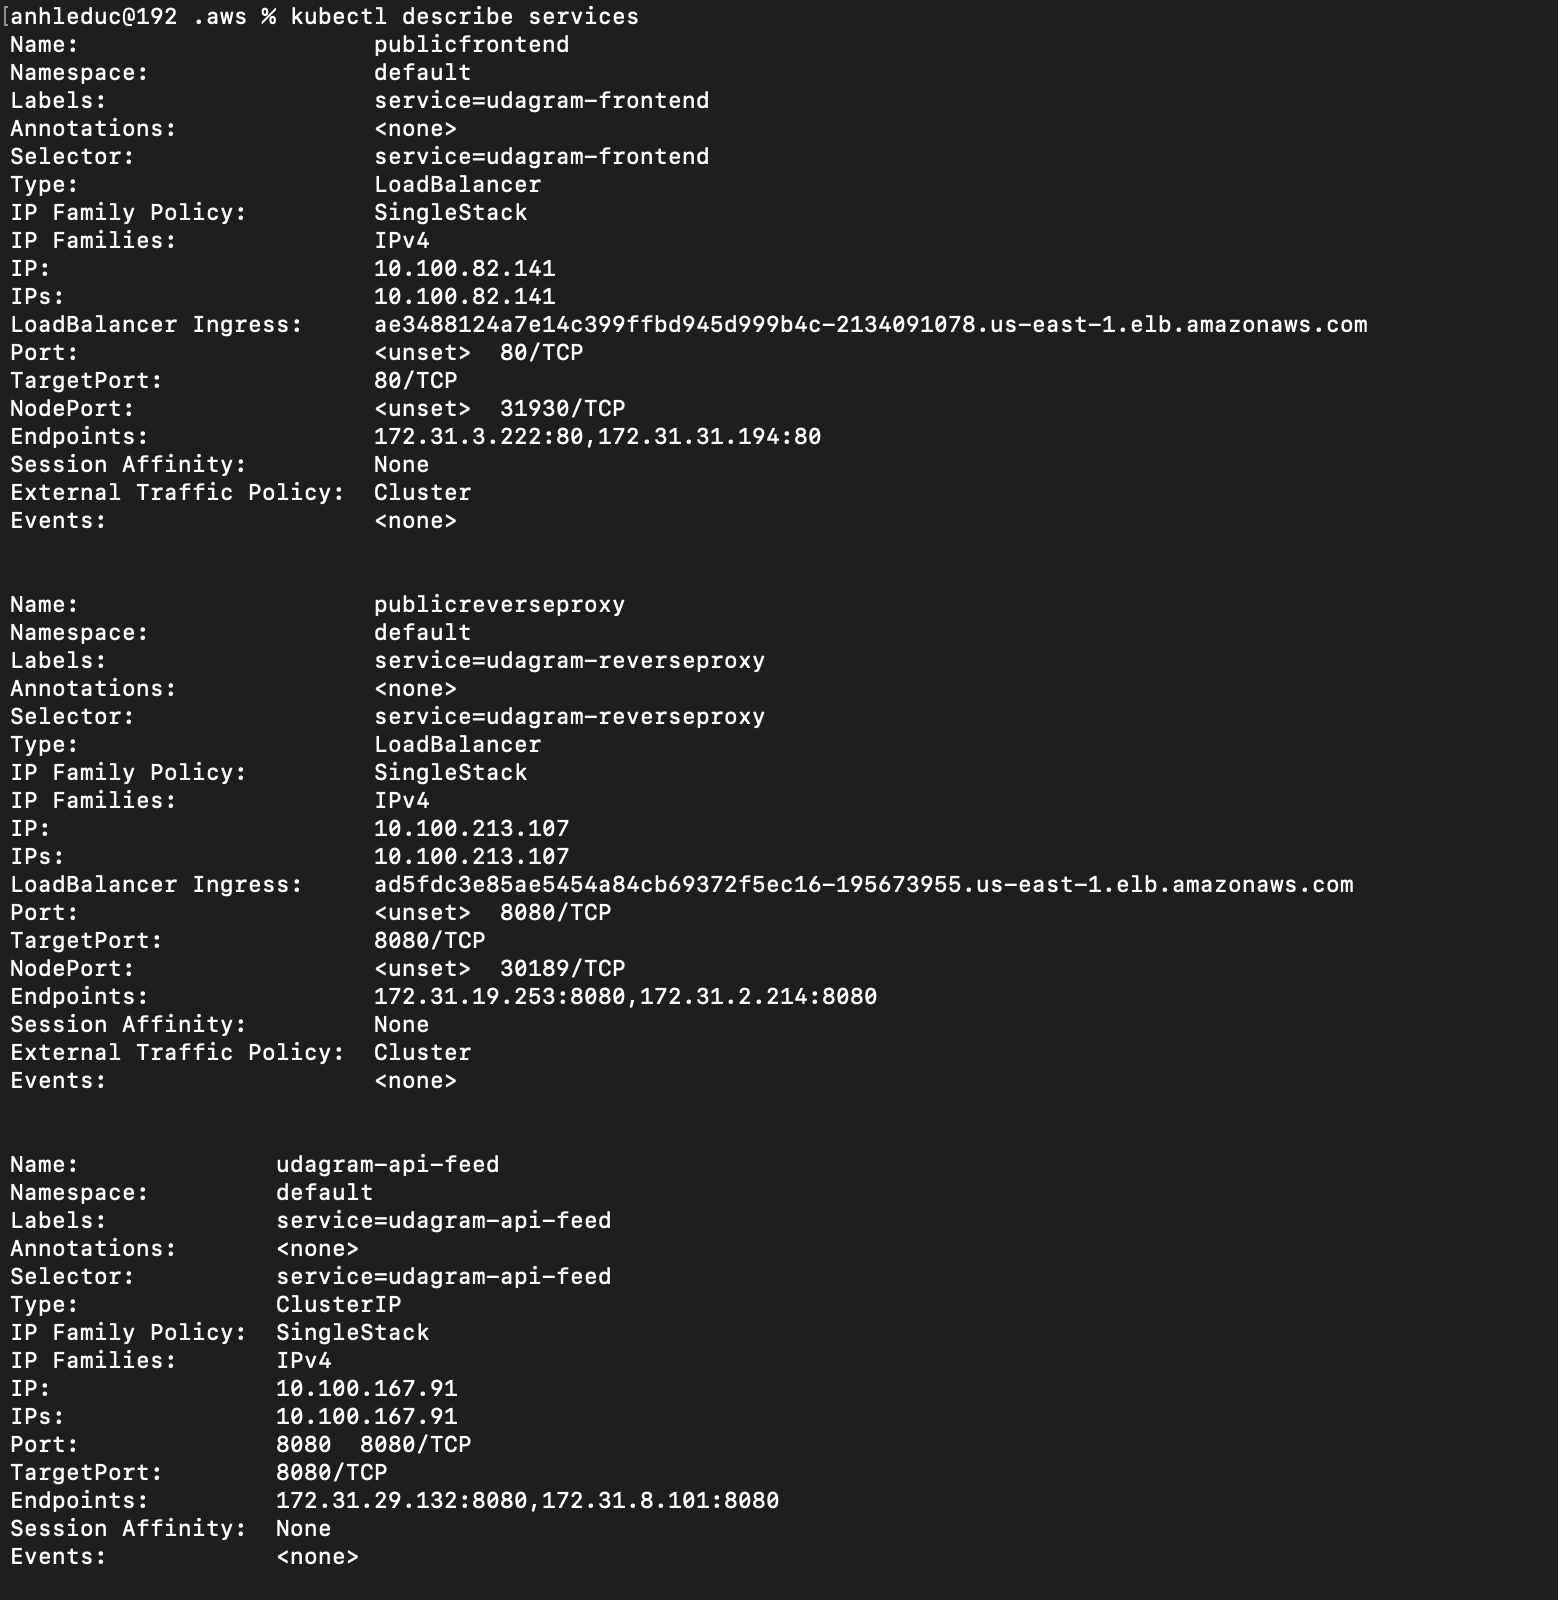 [anhleduc@192 .aws % kubectl describe services
Name:                     publicfrontend
Namespace:                default
Labels:                   service=udagram-frontend
Annotations:              <none>
Selector:                 service=udagram-frontend
Type:                     LoadBalancer
IP Family Policy:         SingleStack
IP Families:              IPv4
IP:                       10.100.82.141
IPs:                      10.100.82.141
LoadBalancer Ingress:     ae3488124a7e14c399ffbd945d999b4c-2134091078.us-east-1.elb.amazonaws.com
Port:                     <unset>  80/TCP
TargetPort:               80/TCP
NodePort:                 <unset>  31930/TCP
Endpoints:                172.31.3.222:80,172.31.31.194:80
Session Affinity:         None
External Traffic Policy:  Cluster
Events:                   <none>
Name:                     publicreverseproxy
Namespace:                default
Labels:                   service=udagram-reverseproxy
Annotations:              <none>
Selector:                 service=udagram-reverseproxy
Type:                     LoadBalancer
IP Family Policy:         SingleStack
IP Families:              IPv4
IP:                       10.100.213.107
IPs:                      10.100.213.107
LoadBalancer Ingress:     ad5fdc3e85ae5454a84cb69372f5ec16-195673955.us-east-1.elb.amazonaws.com
Port:                     <unset>  8080/TCP
TargetPort:               8080/TCP
NodePort:                 <unset>  30189/TCP
Endpoints:                172.31.19.253:8080,172.31.2.214:8080
Session Affinity:         None
External Traffic Policy:  Cluster
Events:                   <none>
Name:              udagram-api-feed
Namespace:         default
Labels:            service=udagram-api-feed
Annotations:       <none>
Selector:          service=udagram-api-feed
Type:              ClusterIP
IP Family Policy:  SingleStack
IP Families:       IPv4
IP:                10.100.167.91
IPs:               10.100.167.91
Port:              8080  8080/TCP
TargetPort:        8080/TCP
Endpoints:         172.31.29.132:8080,172.31.8.101:8080
Session Affinity:  None
Events:            <none>